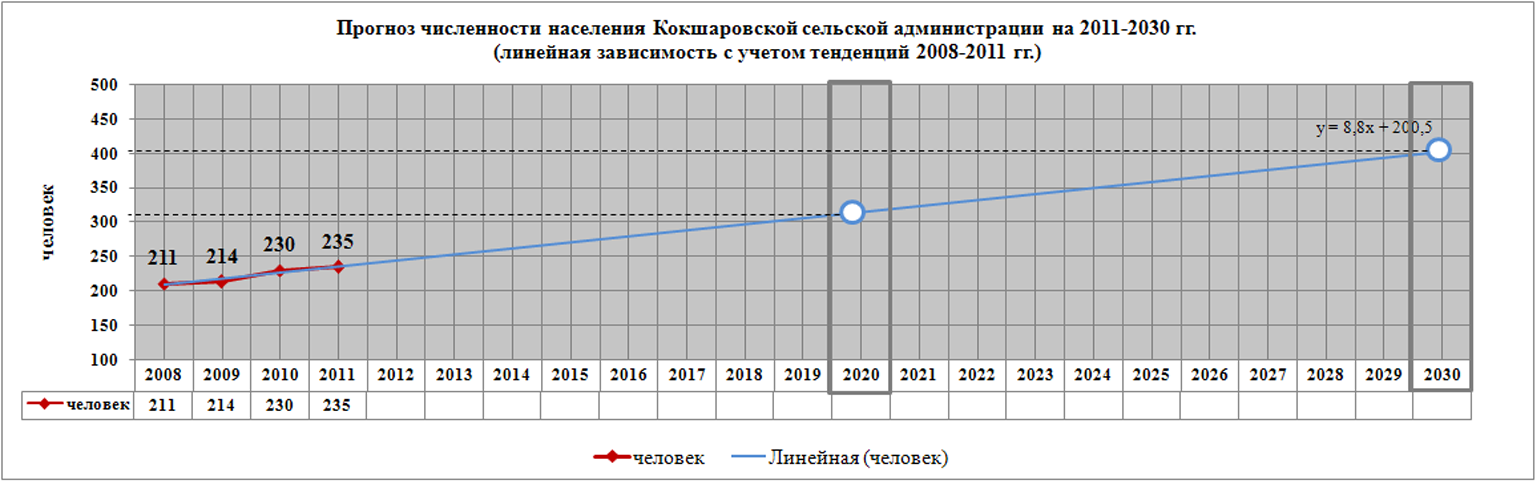 Прогноз численности населения Кокшаровской сельской администрации на 2011-2030 гг.
(линейная зависимость с учетом тенденций 2008-2011 гг.)
человек
500
450
400
350
300
250
200
150
100
y = 8,8x + 200,5
211 214 230 235
2008 2009 2010 2011 2012 2013 2014 2015 2016 2017 2018 2019 2020 2021 2022 2023 2024 2025 2026 2027 2028 2029 2030
человек 211 214 230 235
человек Линейная (человек)